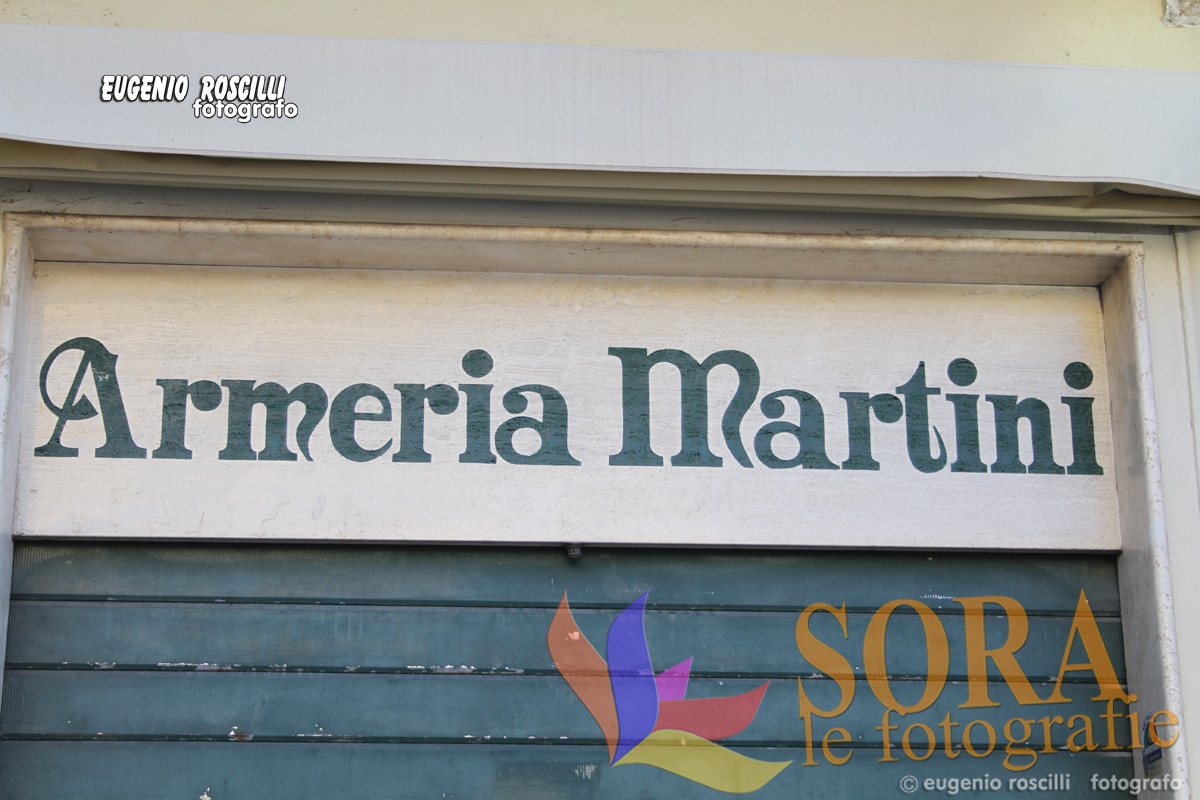 EUGENIO ROSCILLI
fotografo
Armeria Martini
SORA
le fotografie
© eugenio roscilli fotografo